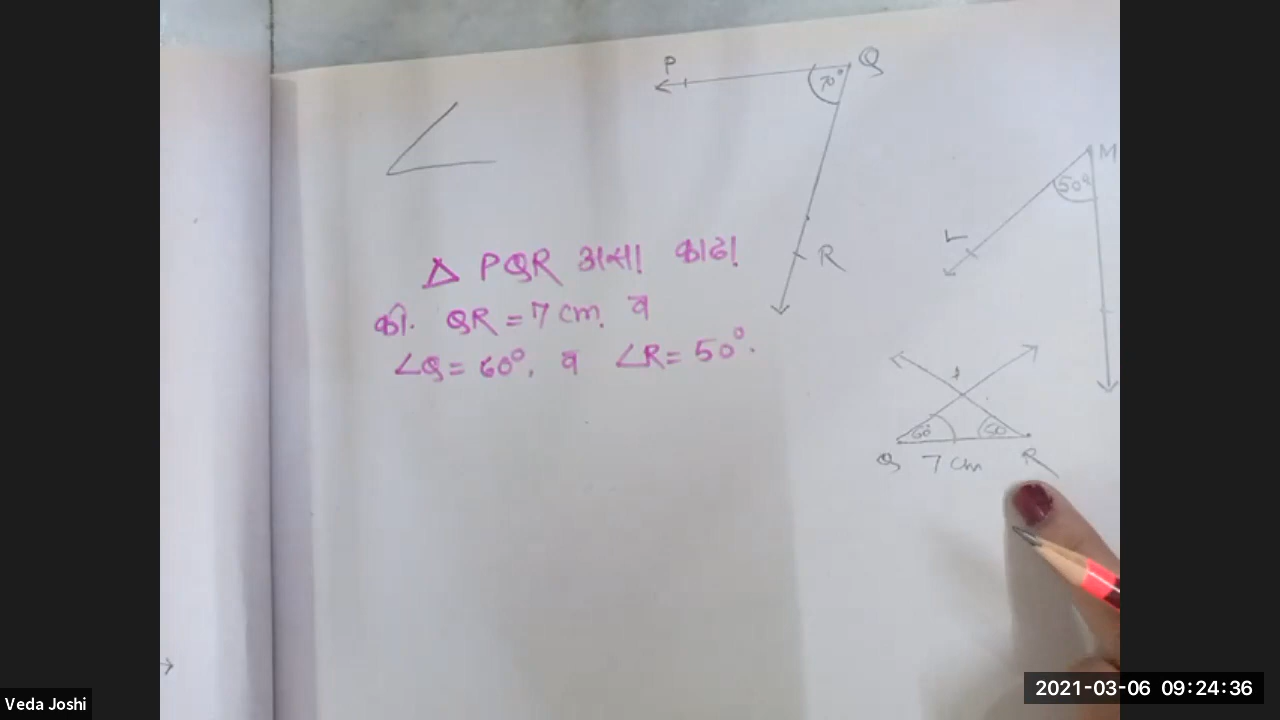 P
Q
70°
M
50°
L
R
Δ PQR असा काढा
की. QR = 7 cm. व
∠Q = 60°. व ∠R = 50°.
60°
50
Q 7 cm R
Veda Joshi
2021-03-06 09:24:36